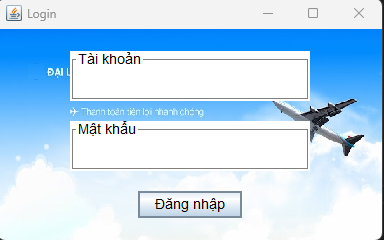 Login
Tài khoản
ĐẠI L
✈ Thanh toán tiện lợi nhanh chóng
Mật khẩu
Đăng nhập